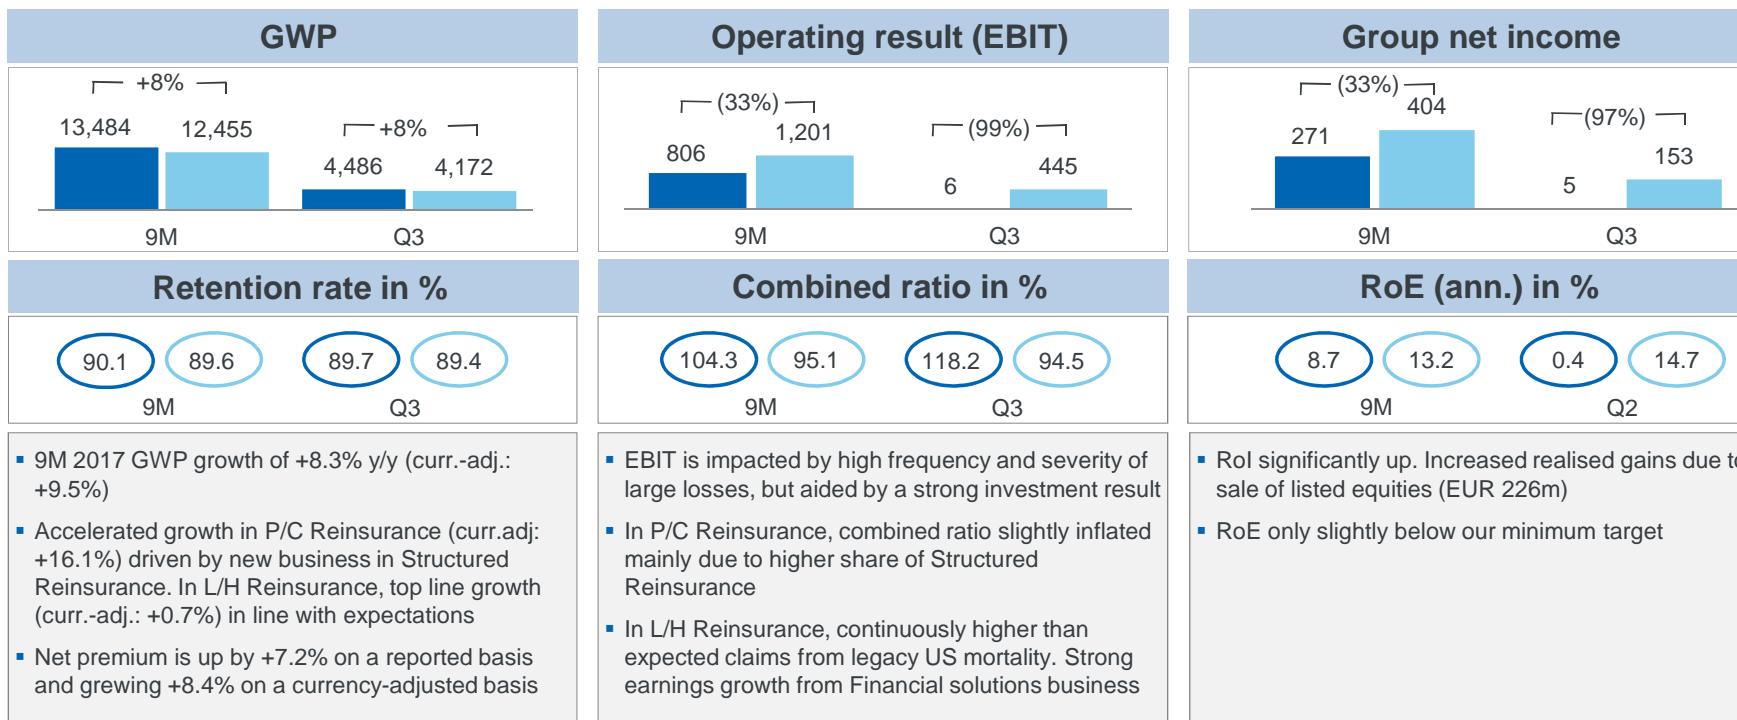 GWP
+8%
13,484
12,455
+8%
4,486
4,172
9M
Q3
Operating result (EBIT)
(33%)
806
1,201
(99%)
6
445
9M
Q3
Group net income
(33%)
271
404
(97%)
5
153
9M
Q3
Retention rate in %
90.1
89.6
89.7
89.4
9M
Q3
Combined ratio in %
104.3
95.1
118.2
94.5
9M
Q3
RoE (ann.) in %
8.7
13.2
0.4
14.7
9M
Q2
▪ 9M 2017 GWP growth of +8.3% y/y (curr.-adj.:
+9.5%)
▪ Accelerated growth in P/C Reinsurance (curr.adj:
+16.1%) driven by new business in Structured
Reinsurance. In L/H Reinsurance, top line growth
(curr.-adj.: +0.7%) in line with expectations
▪ Net premium is up by +7.2% on a reported basis
and grewing +8.4% on a currency-adjusted basis
▪ EBIT is impacted by high frequency and severity of
large losses, but aided by a strong investment result
▪ In P/C Reinsurance, combined ratio slightly inflated
mainly due to higher share of Structured
Reinsurance
▪ In L/H Reinsurance, continuously higher than
expected claims from legacy US mortality. Strong
earnings growth from Financial solutions business
▪ RoI significantly up. Increased realised gains due to
sale of listed equities (EUR 226m)
▪ RoE only slightly below our minimum target